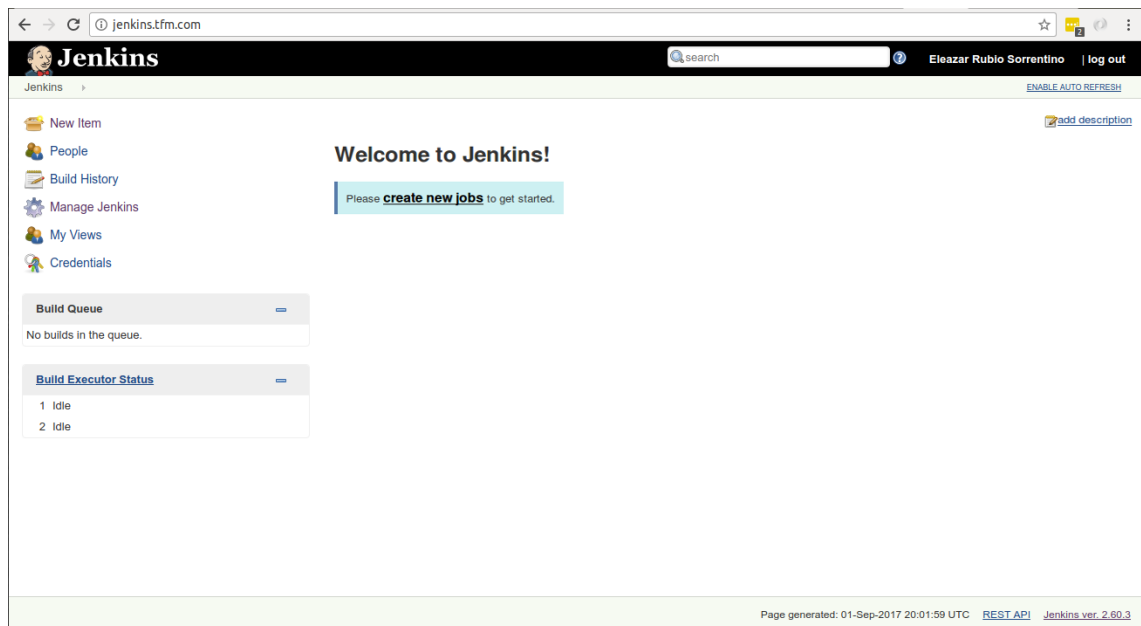 jenkins.tfm.com
2
Jenkins
search
Eleazar Rubio Sorrentino | log out
Jenkins
ENABLE AUTO REFRESH
New Item
add description
People
Build History
Manage Jenkins
My Views
Credentials
Welcome to Jenkins!
Please create new jobs to get started.
Build Queue
No builds in the queue.
Build Executor Status
1 Idle
2 Idle
Page generated: 01-Sep-2017 20:01:59 UTC REST API Jenkins ver. 2.60.3